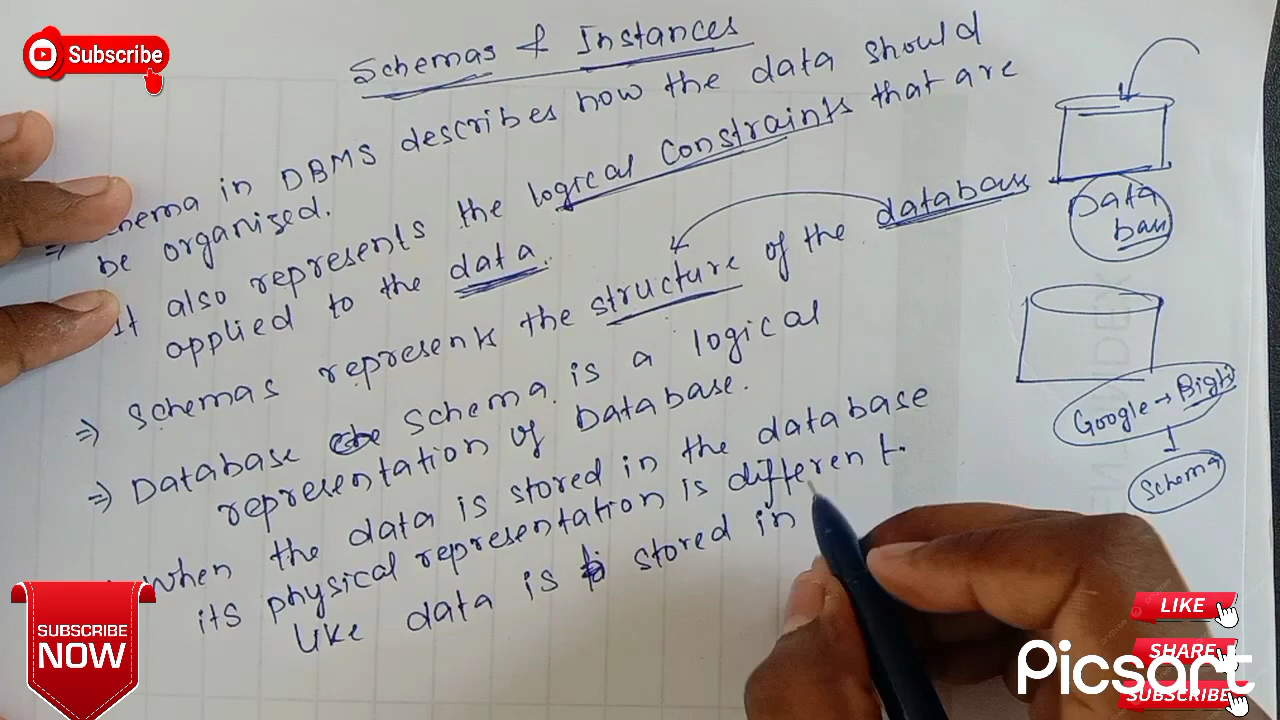 Subscribe
Schemas & Instances
⇒ Schema in DBMS describes how the data should
be organized.
It also represents the logical constraints that are
applied to the data.
⇒ Schemas represents the structure of the database
⇒ Database Schema is a logical
representation of Database.
When the data is stored in the database
its physical representation is different.
like data is stored in
Data
base
Google →
Schema
SUBSCRIBE
NOW
LIKE
SHARE
SUBSCRIBE
Picsart